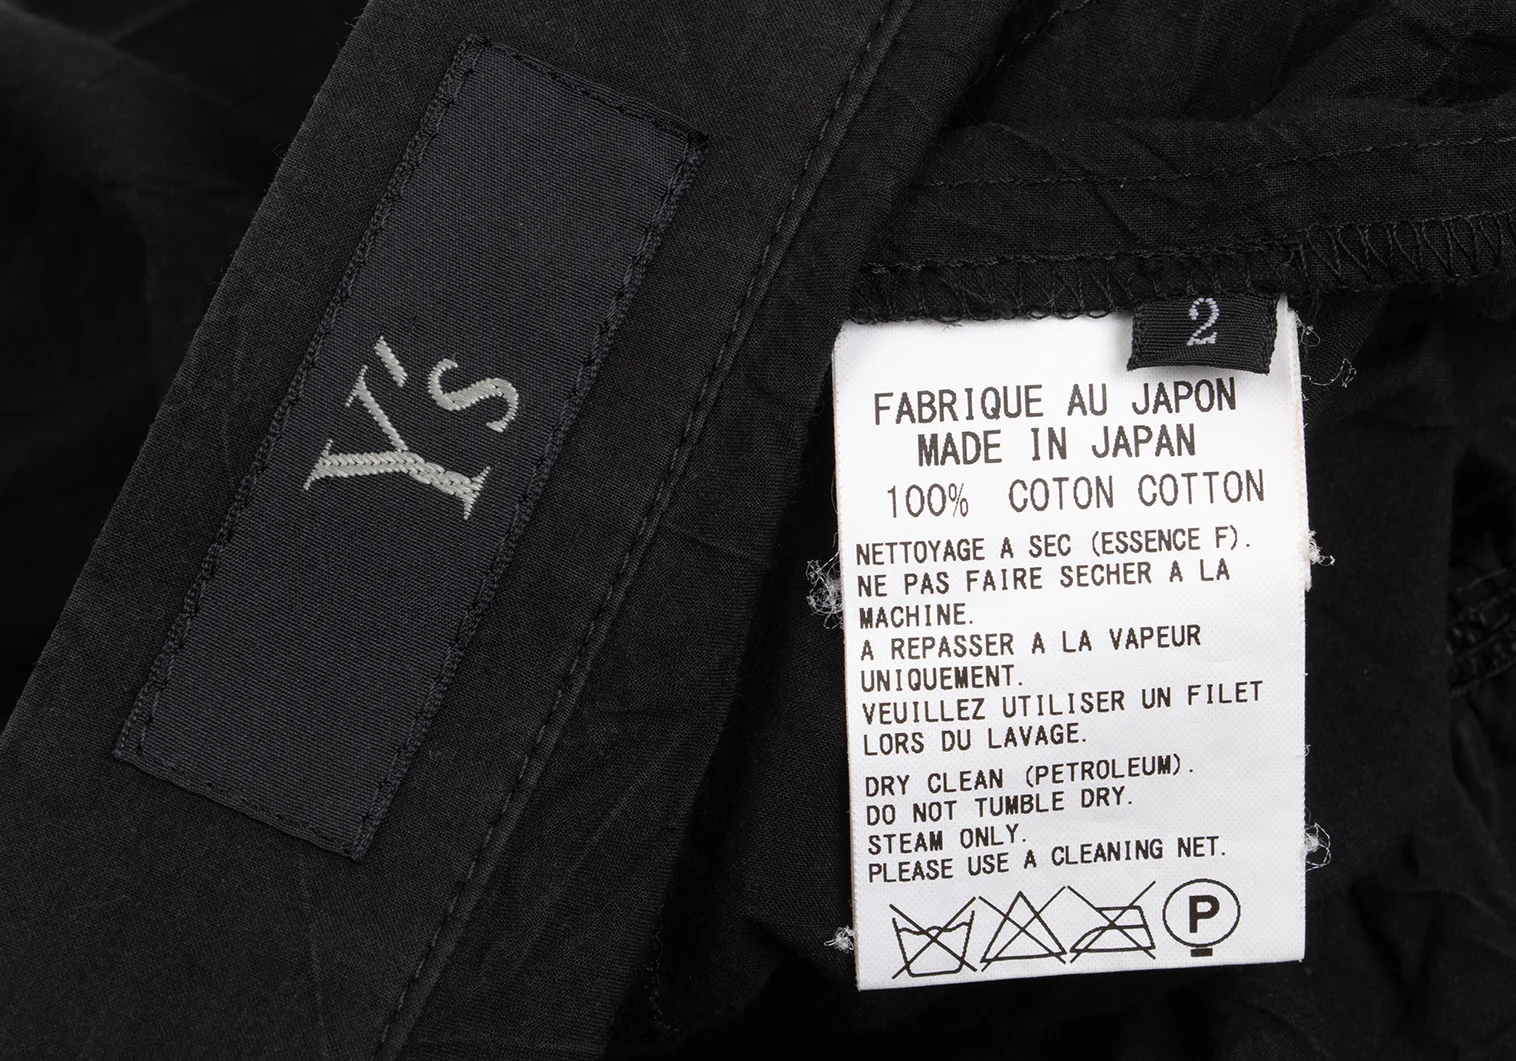 Y's
2
FABRIQUE AU JAPON
MADE IN JAPAN
100% COTON COTTON
NETTOYAGE A SEC (ESSENCE F).
NE PAS FAIRE SECHER A LA
MACHINE.
A REPASSER A LA VAPEUR
UNIQUEMENT.
VEUILLEZ UTILISER UN FILET
LORS DU LAVAGE.
DRY CLEAN (PETROLEUM).
DO NOT TUMBLE DRY.
STEAM ONLY.
PLEASE USE A CLEANING NET.
P